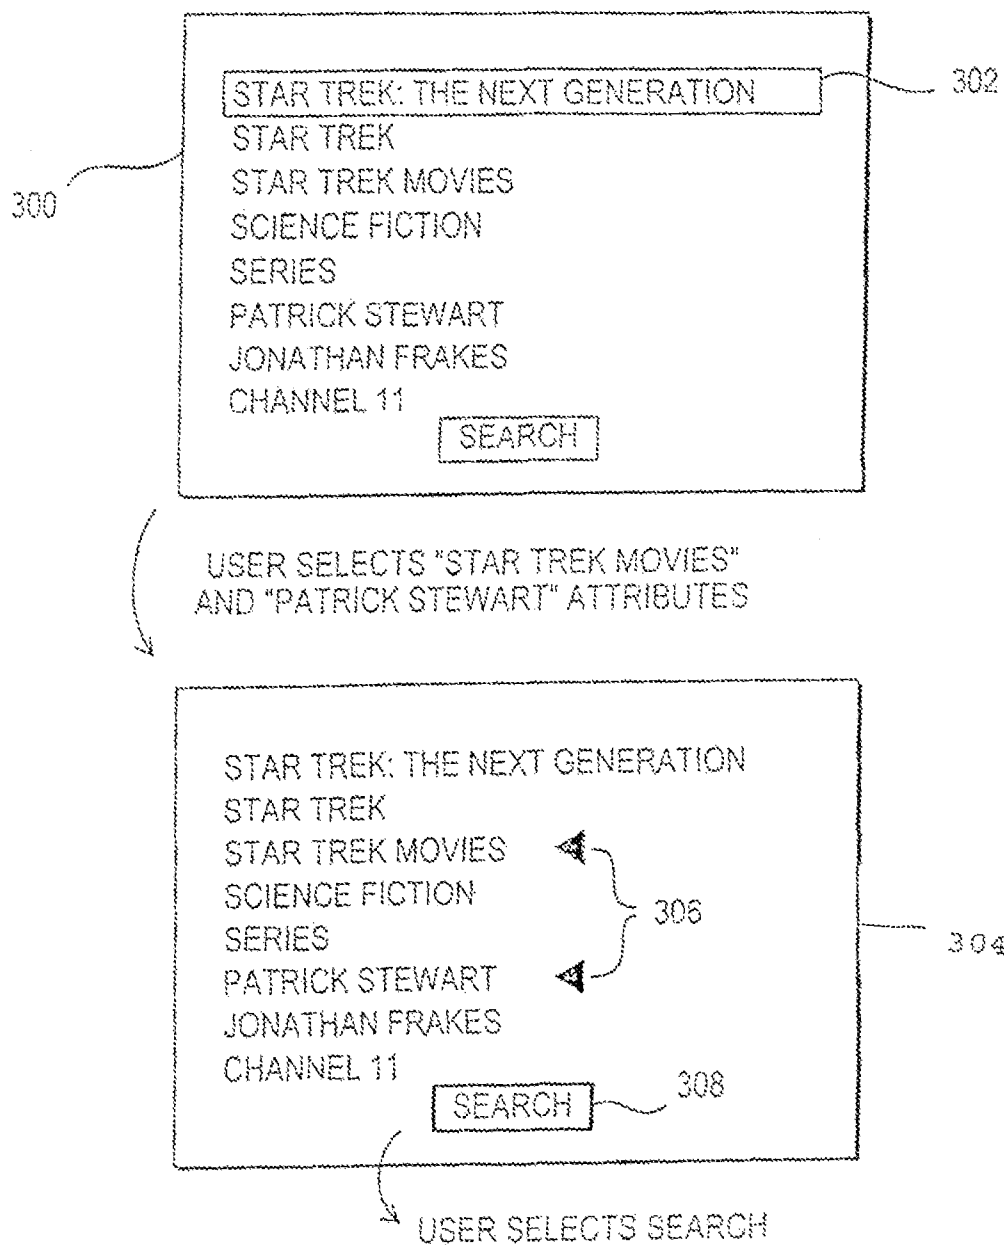 STAR TREK: THE NEXT GENERATION
302
STAR TREK
STAR TREK MOVIES
300
SCIENCE FICTION
SERIES
PATRICK STEWART
JONATHAN FRAKES
CHANNEL 11
SEARCH
USER SELECTS "STAR TREK MOVIES"
AND "PATRICK STEWART" ATTRIBUTES
STAR TREK: THE NEXT GENERATION
STAR TREK
STAR TREK MOVIES
SCIENCE FICTION
306
SERIES
304
PATRICK STEWART
JONATHAN FRAKES
CHANNEL 11
SEARCH
308
USER SELECTS SEARCH